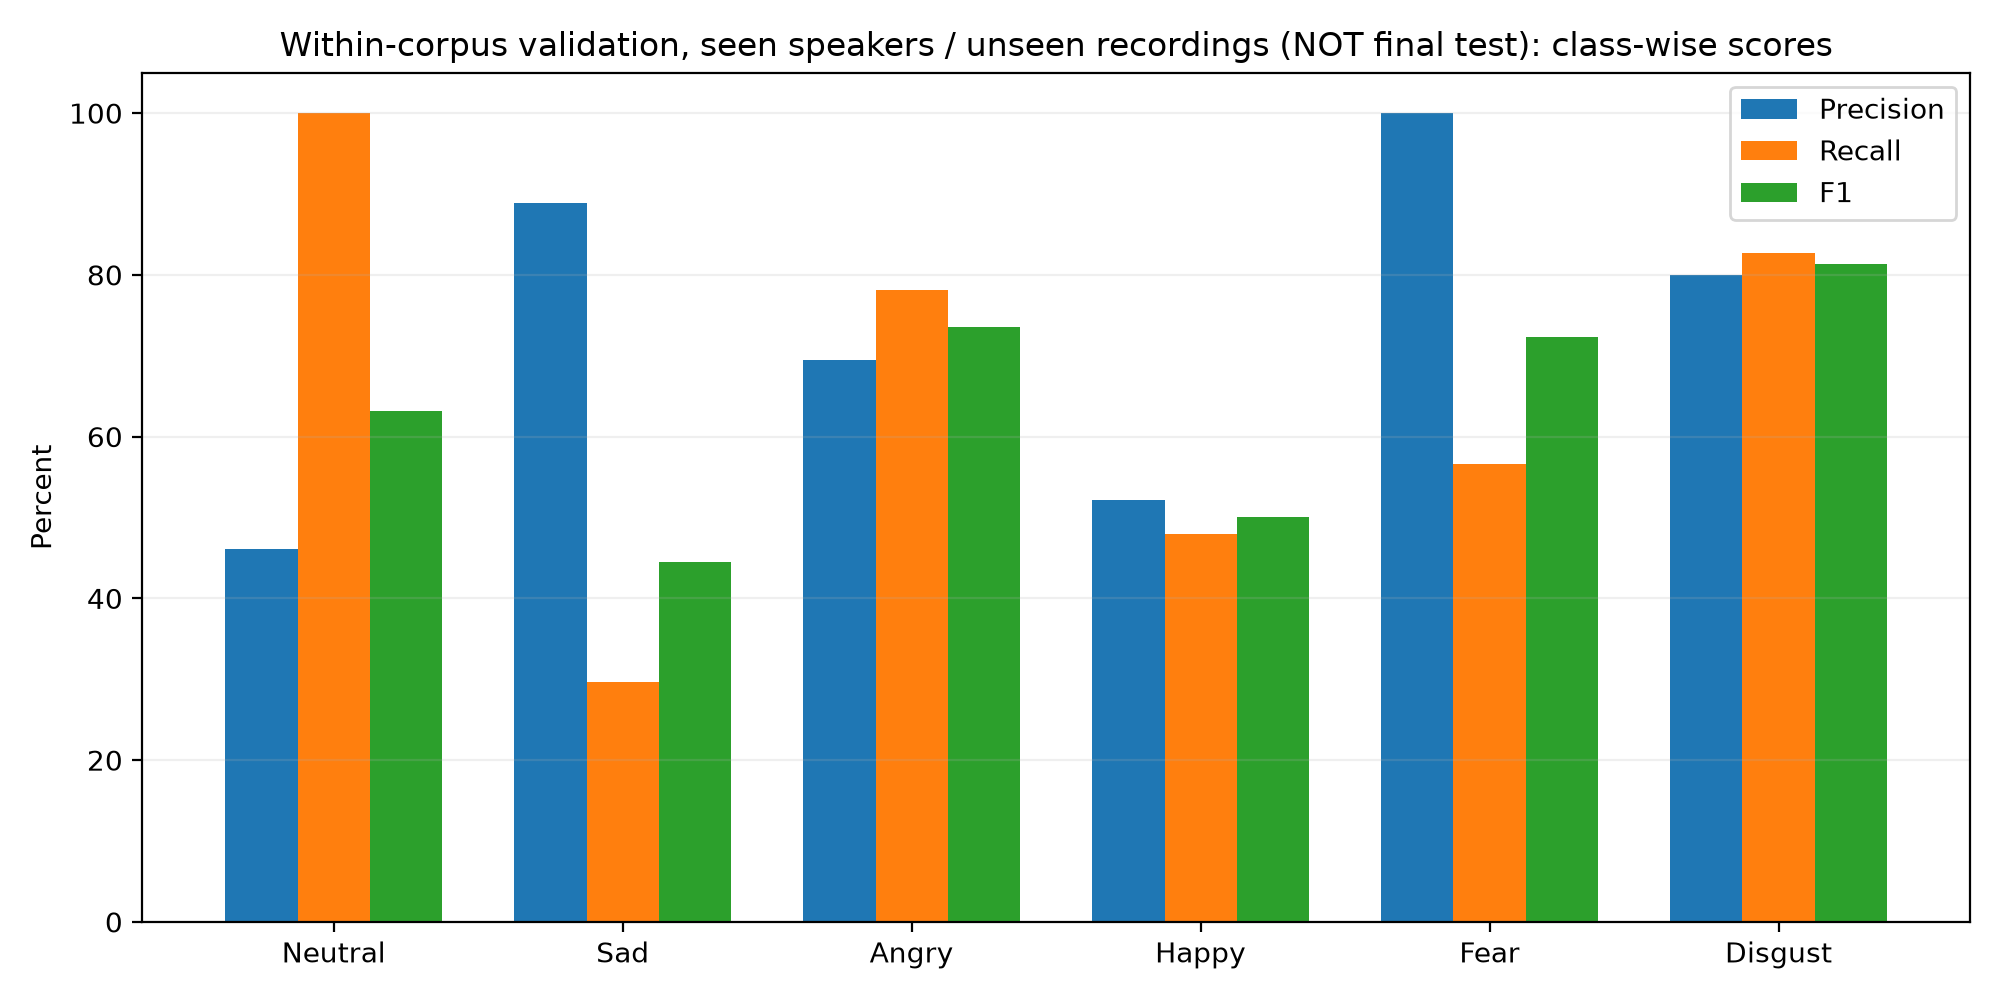 Within-corpus validation, seen speakers / unseen recordings (NOT final test): class-wise scores
Precision
Recall
F1
Percent
100
80
60
40
20
0
Neutral Sad Angry Happy Fear Disgust